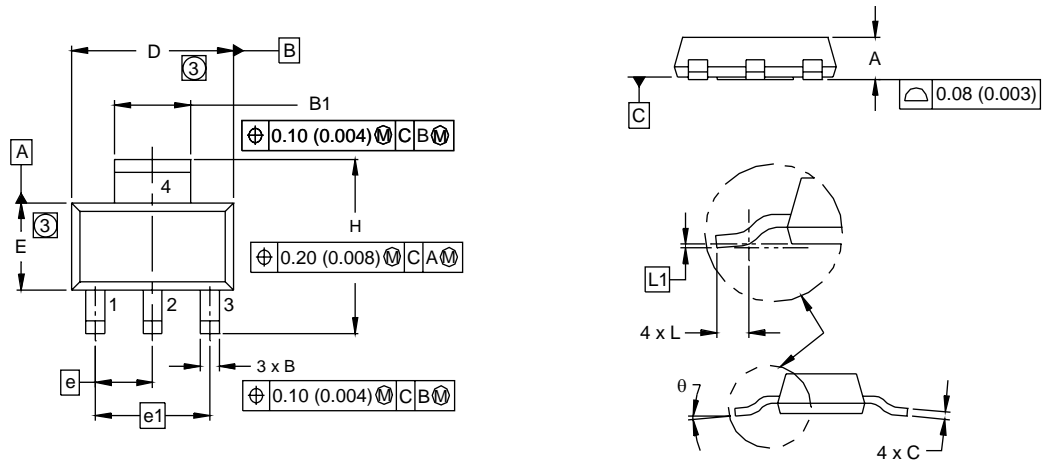 D
3
B
B1
⌖ 0.10 (0.004) Ⓜ C B Ⓜ
A
4
3
E
H
⌖ 0.20 (0.008) Ⓜ C A Ⓜ
1 2 3
3 x B
e
⌖ 0.10 (0.004) Ⓜ C B Ⓜ
e1
A
⌓ 0.08 (0.003)
C
L1
4 x L
θ
4 x C